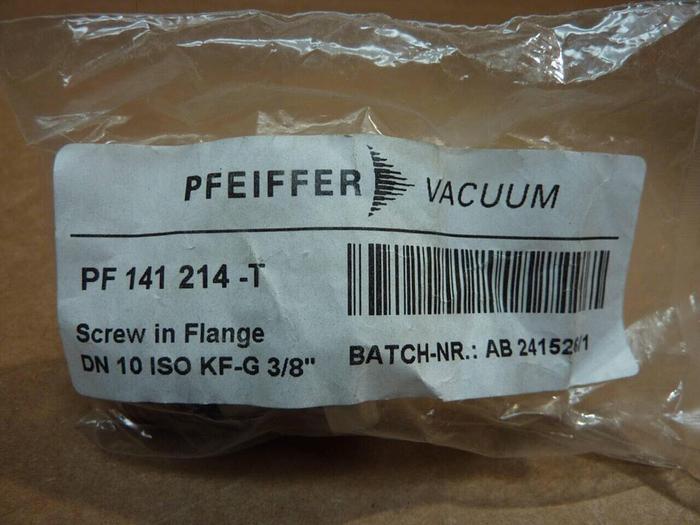 PFEIFFER VACUUM
PF 141 214 -T
Screw in Flange
DN 10 ISO KF-G 3/8"
BATCH-NR.: AB